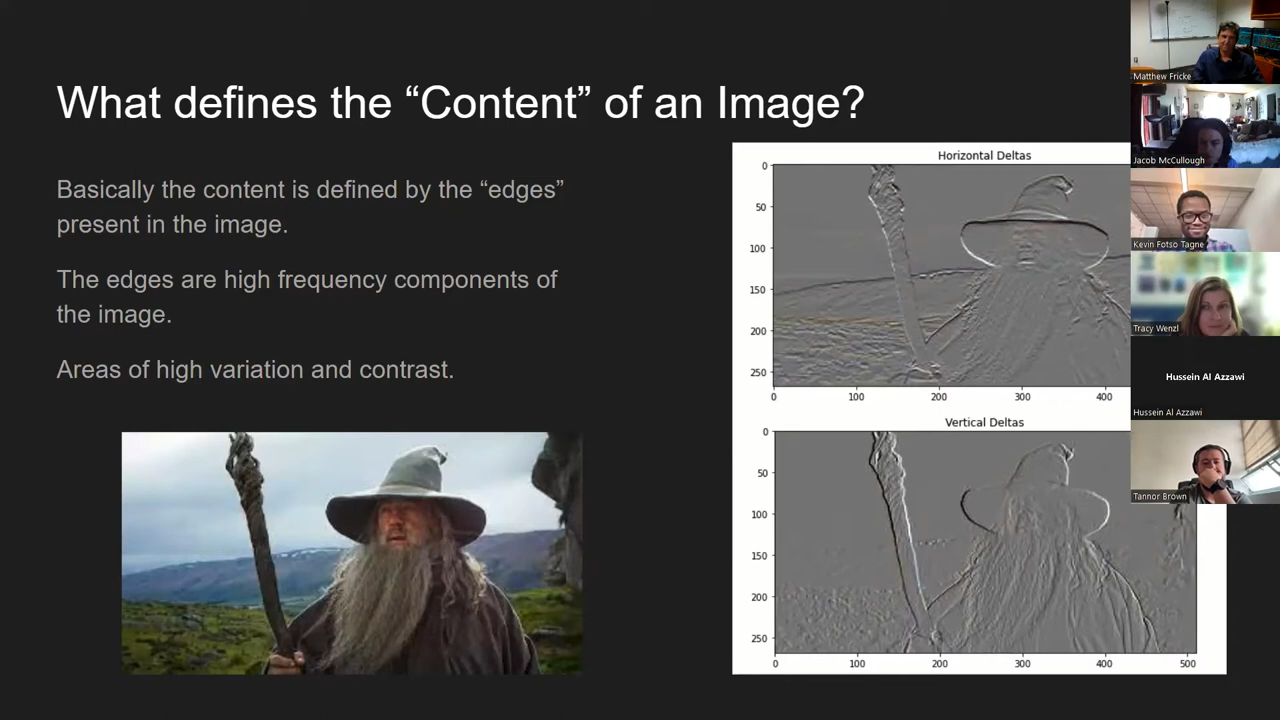 What defines the “Content” of an Image?
Basically the content is defined by the “edges”
present in the image.
The edges are high frequency components of
the image.
Areas of high variation and contrast.
Horizontal Deltas
0
50
100
150
200
250
0 100 200 300 400
Vertical Deltas
0
50
100
150
200
250
0 100 200 300 400 500
Matthew Fricke
Jacob McCullough
Kevin Fotso Tagne
Tracy Wenzl
Hussein Al Azzawi
Hussein Al Azzawi
Tannor Brown